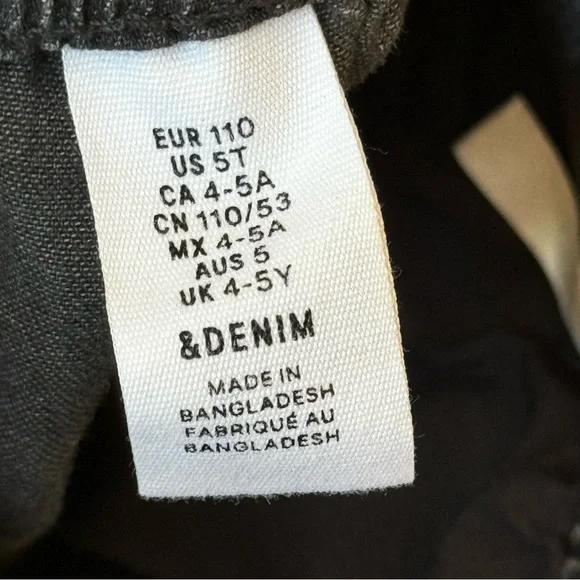 EUR 110
US 5T
CA 4-5A
CN 110/53
MX 4-5A
AUS 5
UK 4-5Y
&DENIM
MADE IN
BANGLADESH
FABRIQUÉ AU
BANGLADESH